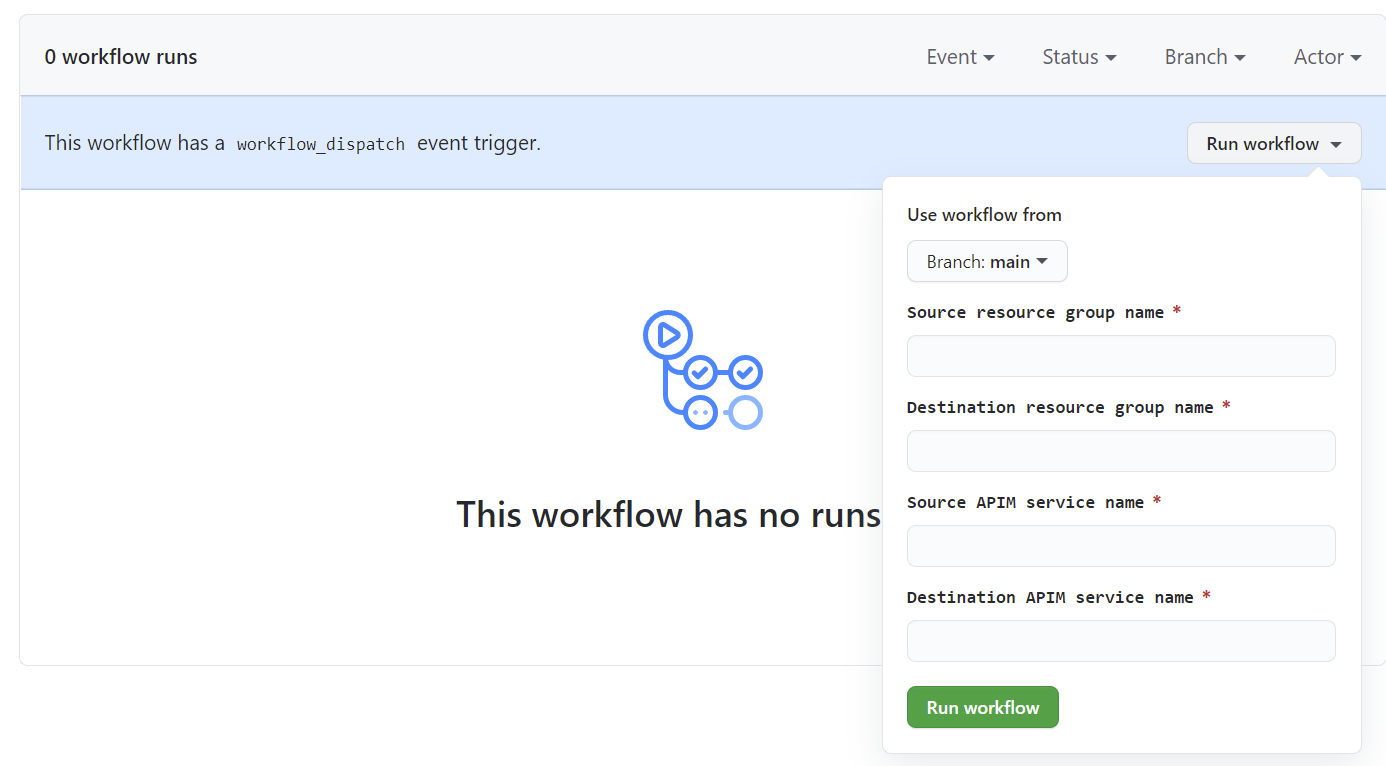 0 workflow runs
Event
Status
Branch
Actor
This workflow has a workflow_dispatch event trigger.
Run workflow
Use workflow from
Branch: main
Source resource group name *
Destination resource group name *
Source APIM service name *
Destination APIM service name *
Run workflow
This workflow has no runs